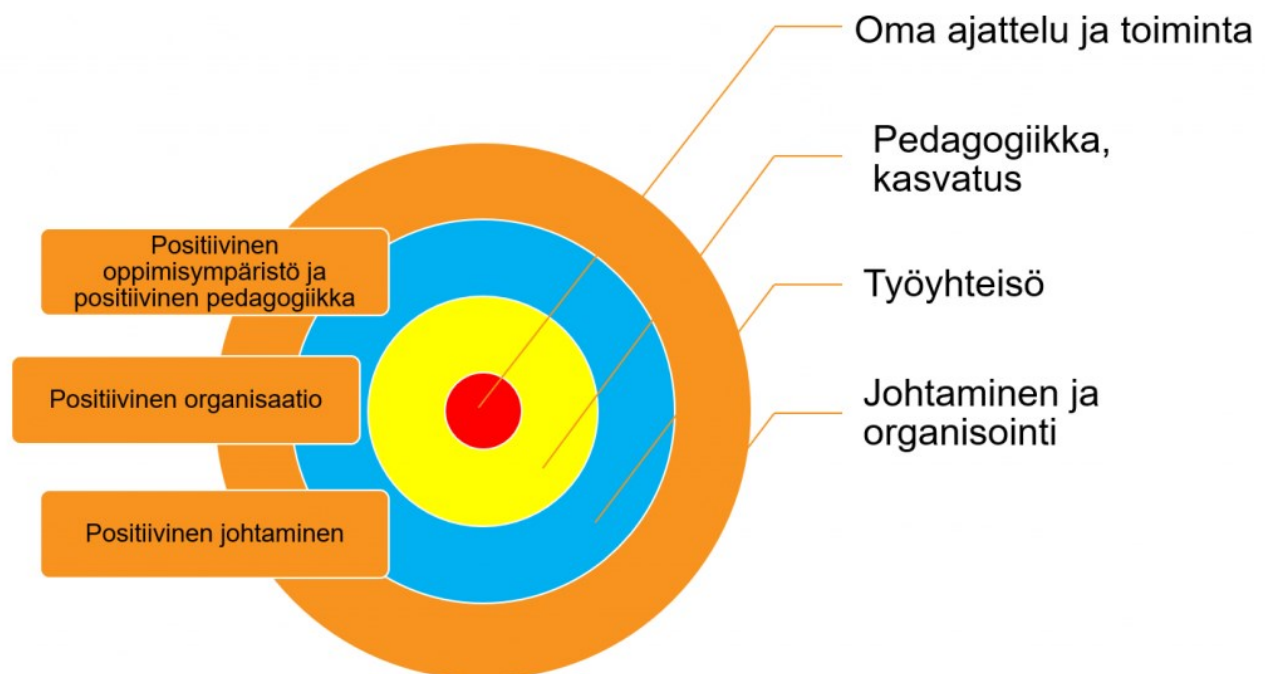 Oma ajattelu ja toiminta
Pedagogiikka,
kasvatus
Työyhteisö
Johtaminen ja
organisointi
Positiivinen
oppimisympäristö ja
positiivinen pedagogiikka
Positiivinen organisaatio
Positiivinen johtaminen